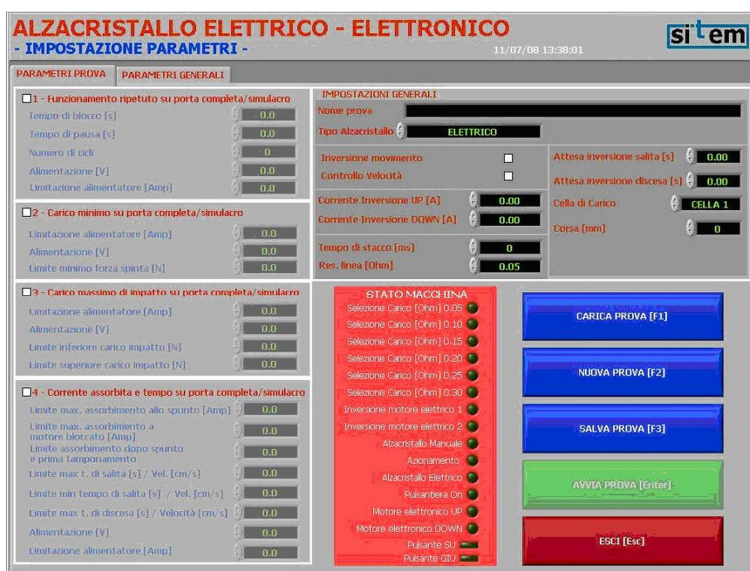 ALZACRISTALLO ELETTRICO - ELETTRONICO
- IMPOSTAZIONE PARAMETRI -
11/07/08 13:38:01
sitem
PARAMETRI PROVA
PARAMETRI GENERALI
1 - Funzionamento ripetuto su porta completa/simulacro
Tempo di blocco [s] 0.0
Tempo di pausa [s] 0.0
Numero di cicli 0
Alimentazione [V] 0.0
Limitazione alimentatore [Amp] 0.0
2 - Carico minimo su porta completa/simulacro
Limitazione alimentatore [Amp] 0.0
Alimentazione [V] 0.0
Limite minimo forza spinta [N] 0.0
3 - Carico massimo di impatto su porta completa/simulacro
Limitazione alimentatore [Amp] 0.0
Alimentazione [V] 0.0
Limite inferiore carico impatto [N] 0.0
Limite superiore carico impatto [N] 0.0
4 - Corrente assorbita e tempo su porta completa/simulacro
Limite max. assorbimento allo spunto [Amp] 0.0
Limite max. assorbimento a
motore bloccato [Amp] 0.0
Limite assorbimento dopo spunto
e prima tamponamento 0.0
Limite max t. di salita [s] / Vel. [cm/s] 0.0
Limite min tempo di salita [s] / Vel. [cm/s] 0.0
Limite max t. di discesa [s] / Velocità [cm/s] 0.0
Alimentazione [V] 0.0
Limitazione alimentatore [Amp] 0.0
IMPOSTAZIONI GENERALI
Nome prova
Tipo Alzacristallo ELETTRICO
Inversione movimento
Controllo Velocità
Corrente Inversione UP [A] 0.00
Corrente Inversione DOWN [A] 0.00
Tempo di stacco [ms] 0
Res. linea [Ohm] 0.05
Attesa inversione salita [s] 0.00
Attesa inversione discesa [s] 0.00
Cella di Carico CELLA 1
Corsa [mm] 0
STATO MACCHINA
Selezione Carico [Ohm] 0.05
Selezione Carico [Ohm] 0.10
Selezione Carico [Ohm] 0.15
Selezione Carico [Ohm] 0.20
Selezione Carico [Ohm] 0.25
Selezione Carico [Ohm] 0.30
Inversione motore elettrico 1
Inversione motore elettrico 2
Alzacristallo Manuale
Azionamento
Alzacristallo Elettrico
Pulsantiera On
Motore elettronico UP
Motore elettronico DOWN
Pulsante SU
Pulsante GIU
CARICA PROVA [F1]
NUOVA PROVA [F2]
SALVA PROVA [F3]
AVVIA PROVA [Enter]
ESCI [Esc]